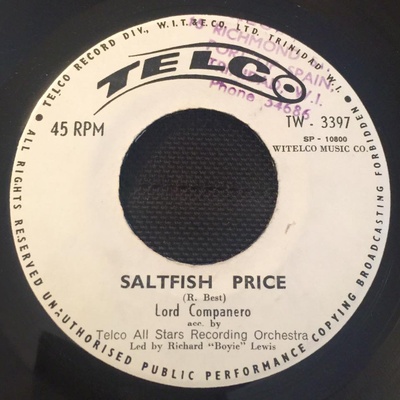 TELCO RECORD DIV., W.I.T. & E. CO. LTD. TRINIDAD W.I.
RICHMOND
PORT OF SPAIN
W.I.
Phone 34686
TELCO
45 RPM
TW - 3397
SP - 10800
WITELCO MUSIC CO.
SALTFISH PRICE
(R. Best)
Lord Companero
acc. by
Telco All Stars Recording Orchestra
Led by Richard "Boyie" Lewis
• ALL RIGHTS RESERVED UNAUTHORISED PUBLIC PERFORMANCE COPYING BROADCASTING FORBIDDEN •